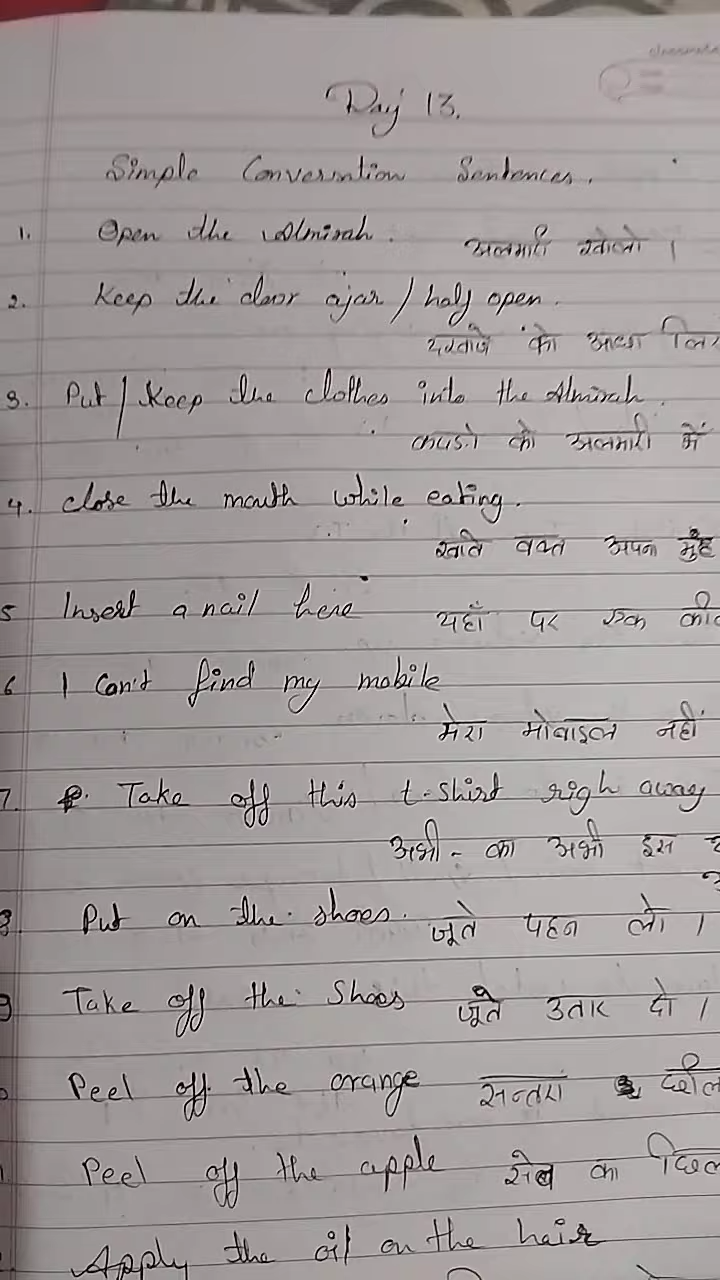 classmate
Day 13.
Simple Conversation Sentences.
1. Open the Almirah. अलमारी खोलो ।
2. Keep the door ajar / half open.
दरवाजे को आधा
3. Put / Keep the clothes into the Almirah.
कपड़ो को अलमारी में
4. close the mouth while eating.
खाते वक्त अपना मुँह
5 Insert a nail here यहाँ पर एक
6 I can't find my mobile
मेरा मोबाइल नहीं
7. Take off this t-shirt righ away
अभी - का अभी इस
8 Put on the shoes. जूते पहन लो ।
9 Take off the shoes जूते उतार दो ।
Peel off the orange सन्तरा
Peel off the apple सेब का
Apply the oil on the hair